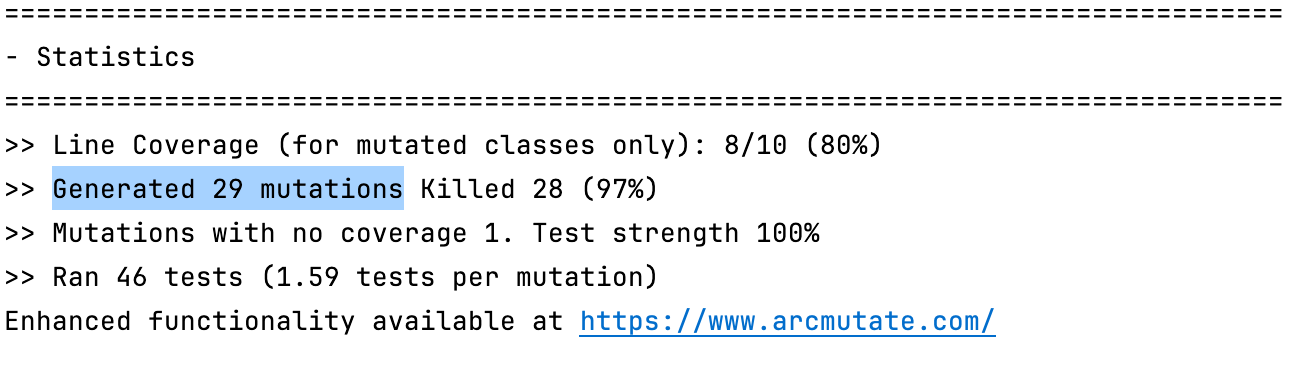 ================================================================================
- Statistics
================================================================================
>> Line Coverage (for mutated classes only): 8/10 (80%)
>> Generated 29 mutations Killed 28 (97%)
>> Mutations with no coverage 1. Test strength 100%
>> Ran 46 tests (1.59 tests per mutation)
Enhanced functionality available at https://www.arcmutate.com/